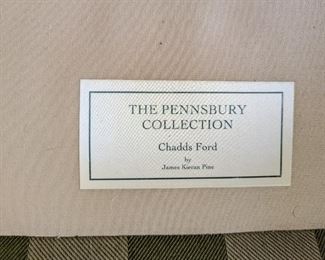 THE PENNSBURY
COLLECTION
Chadds Ford
by
James Kieran Pine